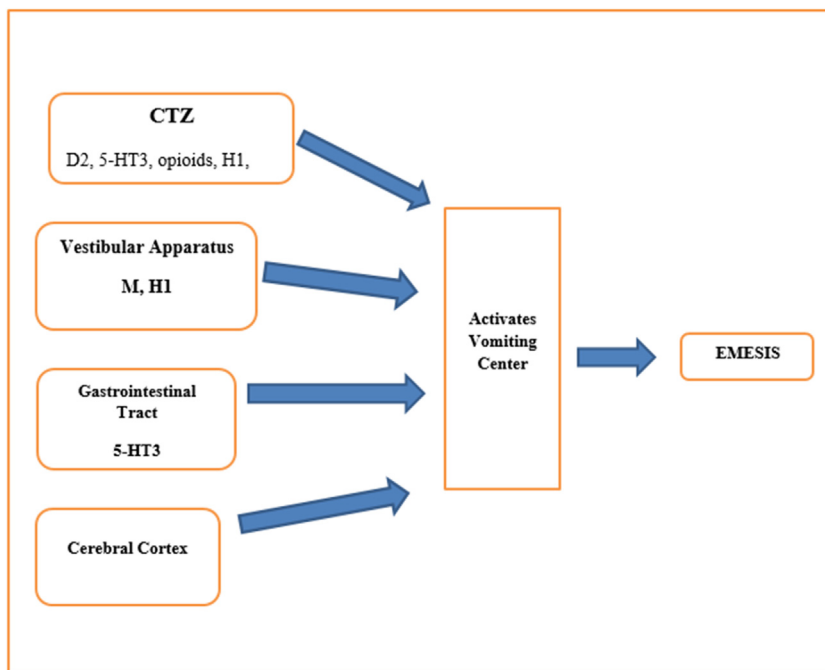 CTZ
D2, 5-HT3, opioids, H1,
Vestibular Apparatus
M, H1
Gastrointestinal
Tract
5-HT3
Cerebral Cortex
Activates
Vomiting
Center
EMESIS